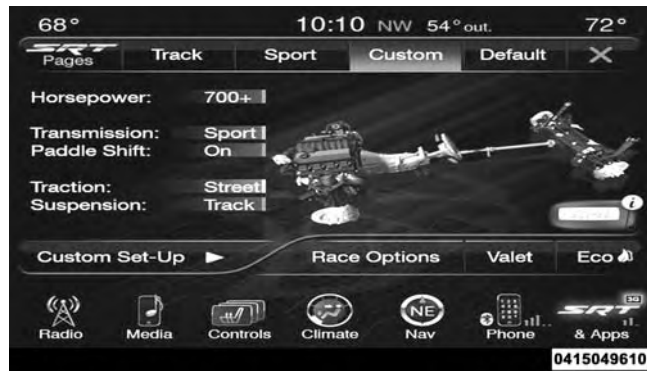 68° 10:10 NW 54° out. 72°
SRT Pages Track Sport Custom Default X
Horsepower: 700+
Transmission: Sport
Paddle Shift: On
Traction: Street
Suspension: Track
i
Custom Set-Up Race Options Valet Eco
NE
3G
SRT
Radio Media Controls Climate Nav Phone & Apps
0415049610